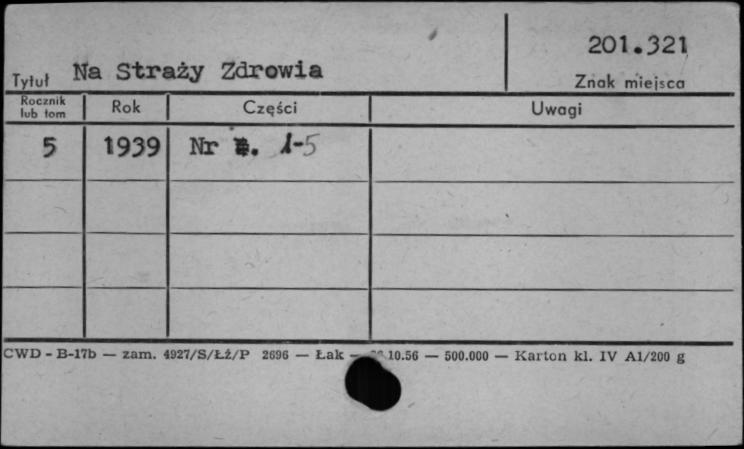 201.321
Tytuł Na Straży Zdrowia
Znak miejsca
Rocznik lub tom Rok Części Uwagi
5 1939 Nr 1-5
CWD - B-17b — zam. 4927/S/ŁŻ/P 2696 — Łak — .10.56 — 500.000 — Karton kl. IV A1/200 g